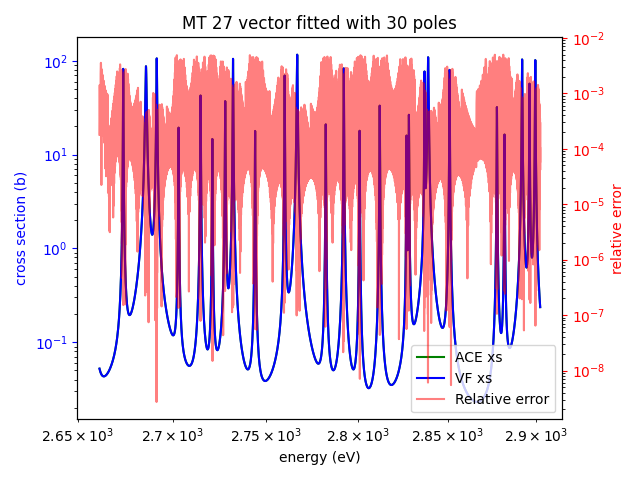 MT 27 vector fitted with 30 poles
cross section (b)
10²
10¹
10⁰
10⁻¹
10⁻²
10⁻³
10⁻⁴
10⁻⁵
10⁻⁶
10⁻⁷
10⁻⁸
relative error
ACE xs
VF xs
Relative error
2.65 × 10³ 2.7 × 10³ 2.75 × 10³ 2.8 × 10³ 2.85 × 10³ 2.9 × 10³
energy (eV)